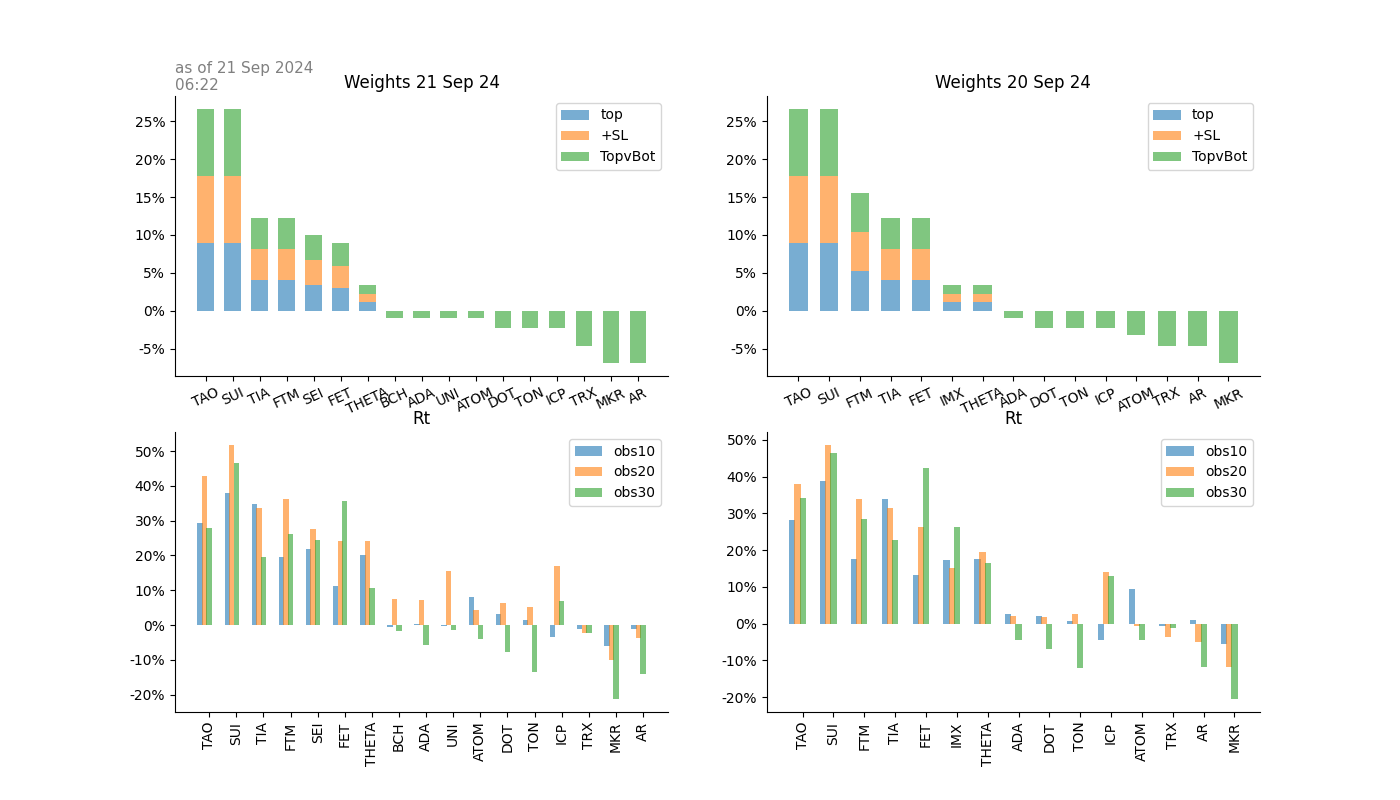 as of 21 Sep 2024
06:22
Weights 21 Sep 24
25%
20%
15%
10%
5%
0%
-5%
top
+SL
TopvBot
TAO SUI TIA FTM SEI FET THETA BCH ADA UNI ATOM DOT TON ICP TRX MKR AR
Weights 20 Sep 24
25%
20%
15%
10%
5%
0%
-5%
top
+SL
TopvBot
TAO SUI FTM TIA FET IMX THETA ADA DOT TON ICP ATOM TRX AR MKR
Rt
50%
40%
30%
20%
10%
0%
-10%
-20%
obs10
obs20
obs30
TAO SUI TIA FTM SEI FET THETA BCH ADA UNI ATOM DOT TON ICP TRX MKR AR
Rt
50%
40%
30%
20%
10%
0%
-10%
-20%
obs10
obs20
obs30
TAO SUI FTM TIA FET IMX THETA ADA DOT TON ICP ATOM TRX AR MKR